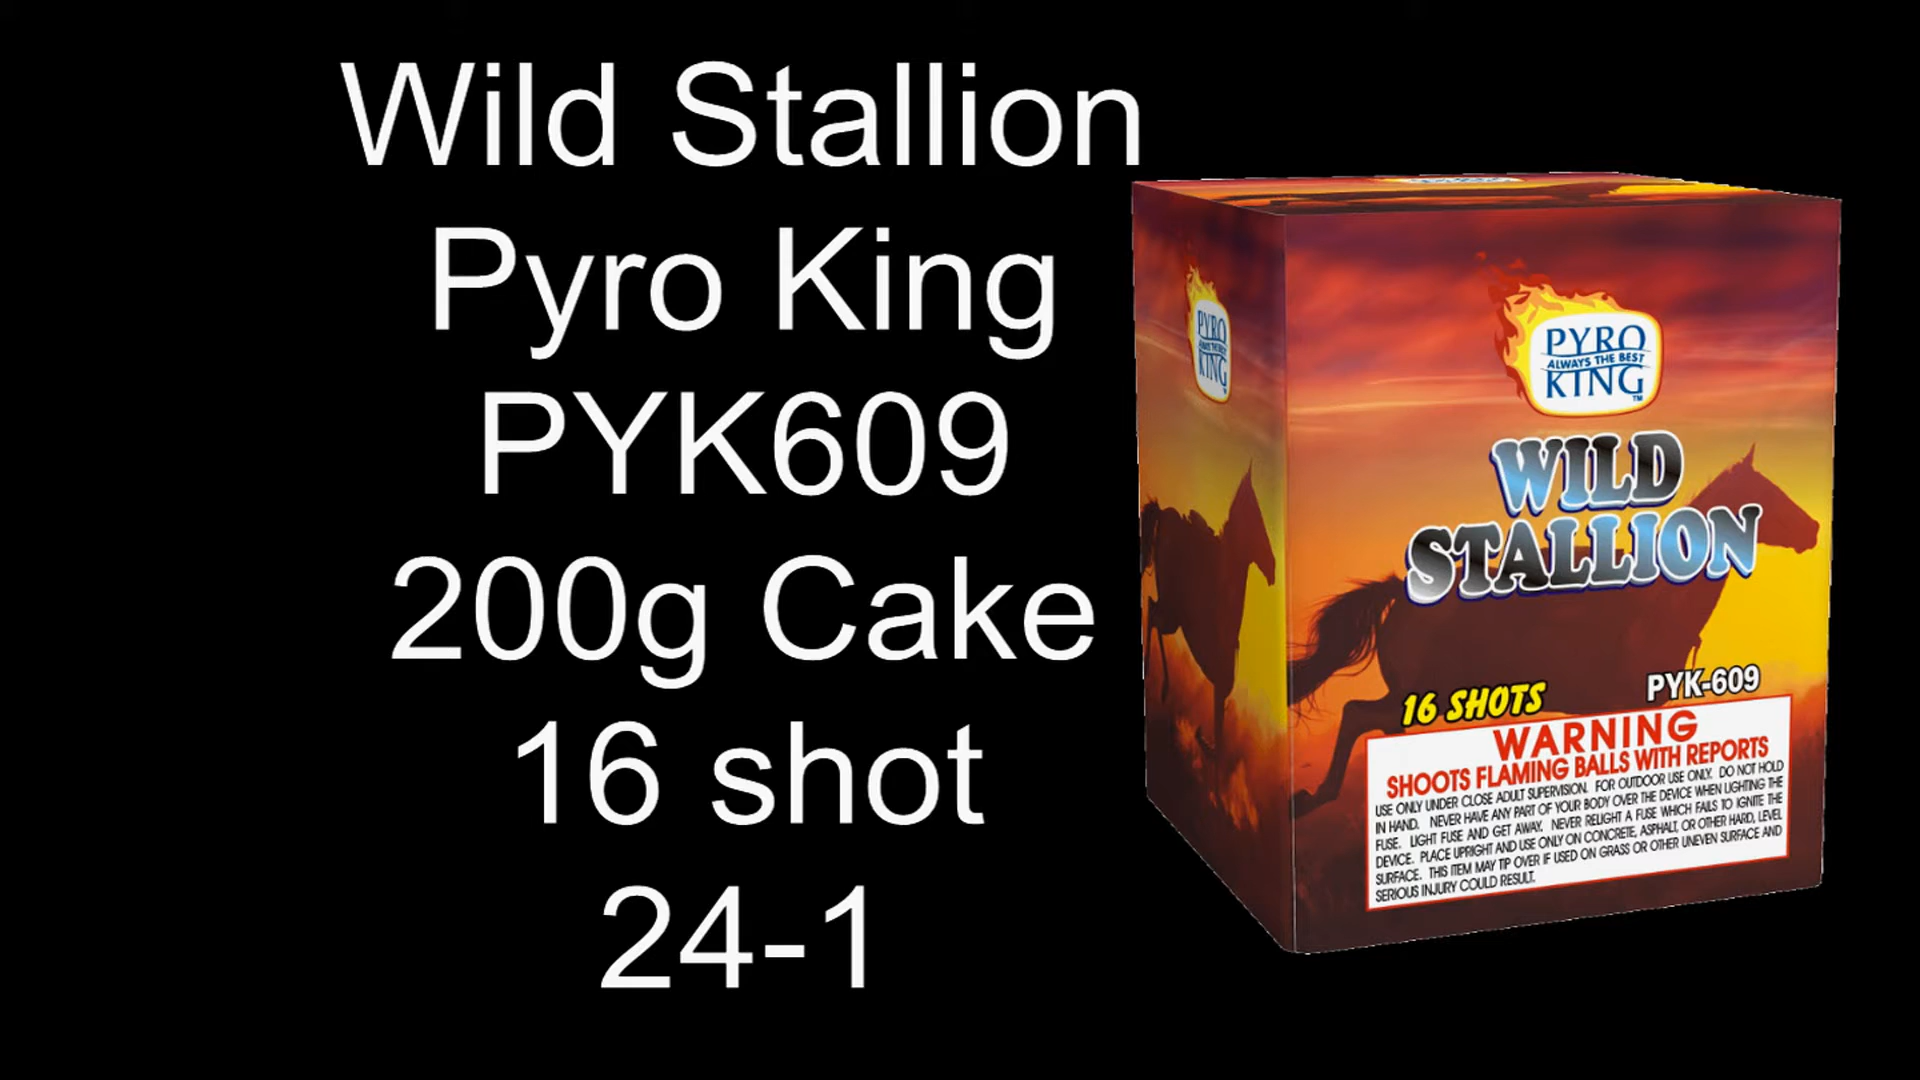 Wild Stallion
Pyro King
PYK609
200g Cake
16 shot
24-1
PYRO
ALWAYS THE BEST
KING
PYRO
ALWAYS THE BEST
KING
TM
WILD
STALLION
16 SHOTS
PYK-609
WARNING
SHOOTS FLAMING BALLS WITH REPORTS
USE ONLY UNDER CLOSE ADULT SUPERVISION. FOR OUTDOOR USE ONLY. DO NOT HOLD
IN HAND. NEVER HAVE ANY PART OF YOUR BODY OVER THE DEVICE WHEN LIGHTING THE
FUSE. LIGHT FUSE AND GET AWAY. NEVER RELIGHT A FUSE WHICH FAILS TO IGNITE THE
DEVICE. PLACE UPRIGHT AND USE ONLY ON CONCRETE, ASPHALT, OR OTHER HARD, LEVEL
SURFACE. THIS ITEM MAY TIP OVER IF USED ON GRASS OR OTHER UNEVEN SURFACE AND
SERIOUS INJURY COULD RESULT.